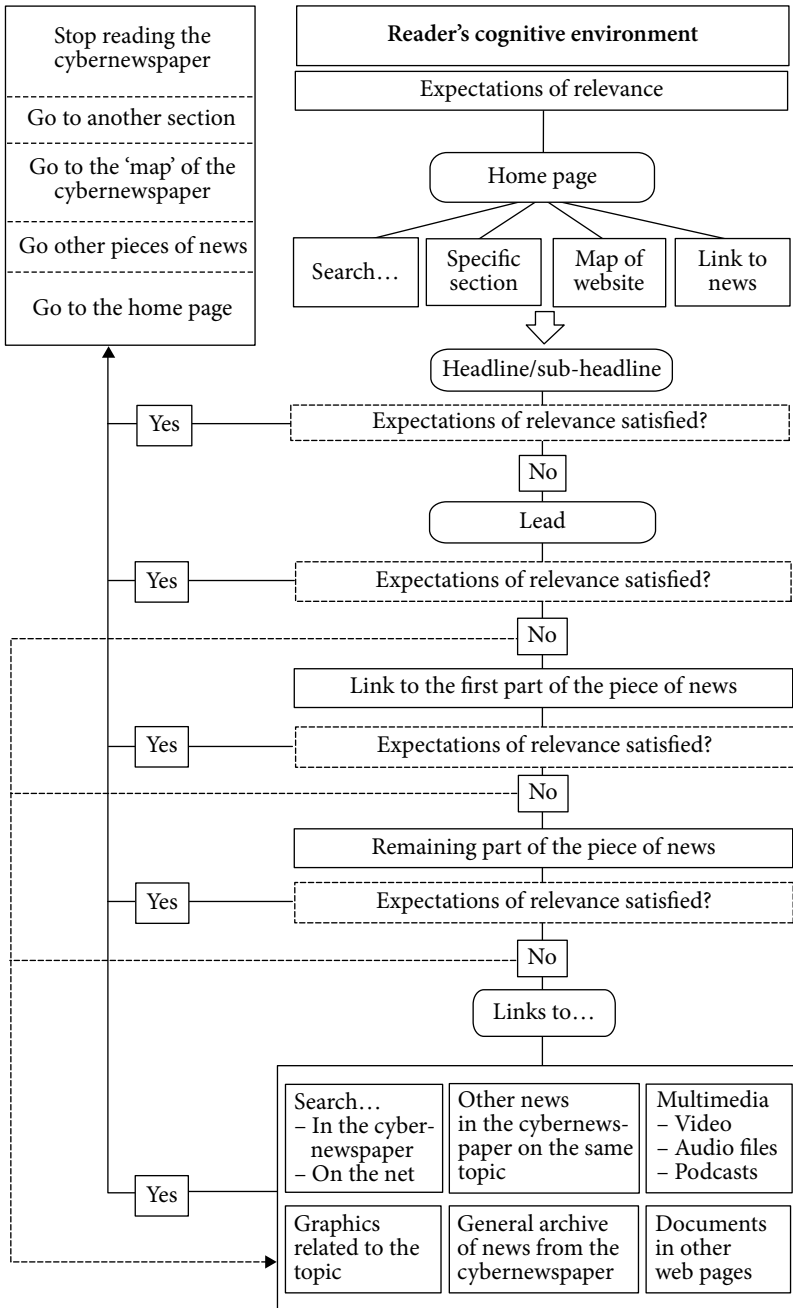 Stop reading the
cybernewspaper
Go to another section
Go to the ‘map’ of the
cybernewspaper
Go other pieces of news
Go to the home page
Reader’s cognitive environment
Expectations of relevance
Home page
Search…
Specific
section
Map of
website
Link to
news
Headline/sub-headline
Yes
Expectations of relevance satisfied?
No
Lead
Yes
Expectations of relevance satisfied?
No
Link to the first part of the piece of news
Yes
Expectations of relevance satisfied?
No
Remaining part of the piece of news
Yes
Expectations of relevance satisfied?
No
Links to…
Yes
Search…
– In the cyber-
newspaper
– On the net
Other news
in the cybernews-
paper on the same
topic
Multimedia
– Video
– Audio files
– Podcasts
Graphics
related to the
topic
General archive
of news from the
cybernewspaper
Documents
in other
web pages